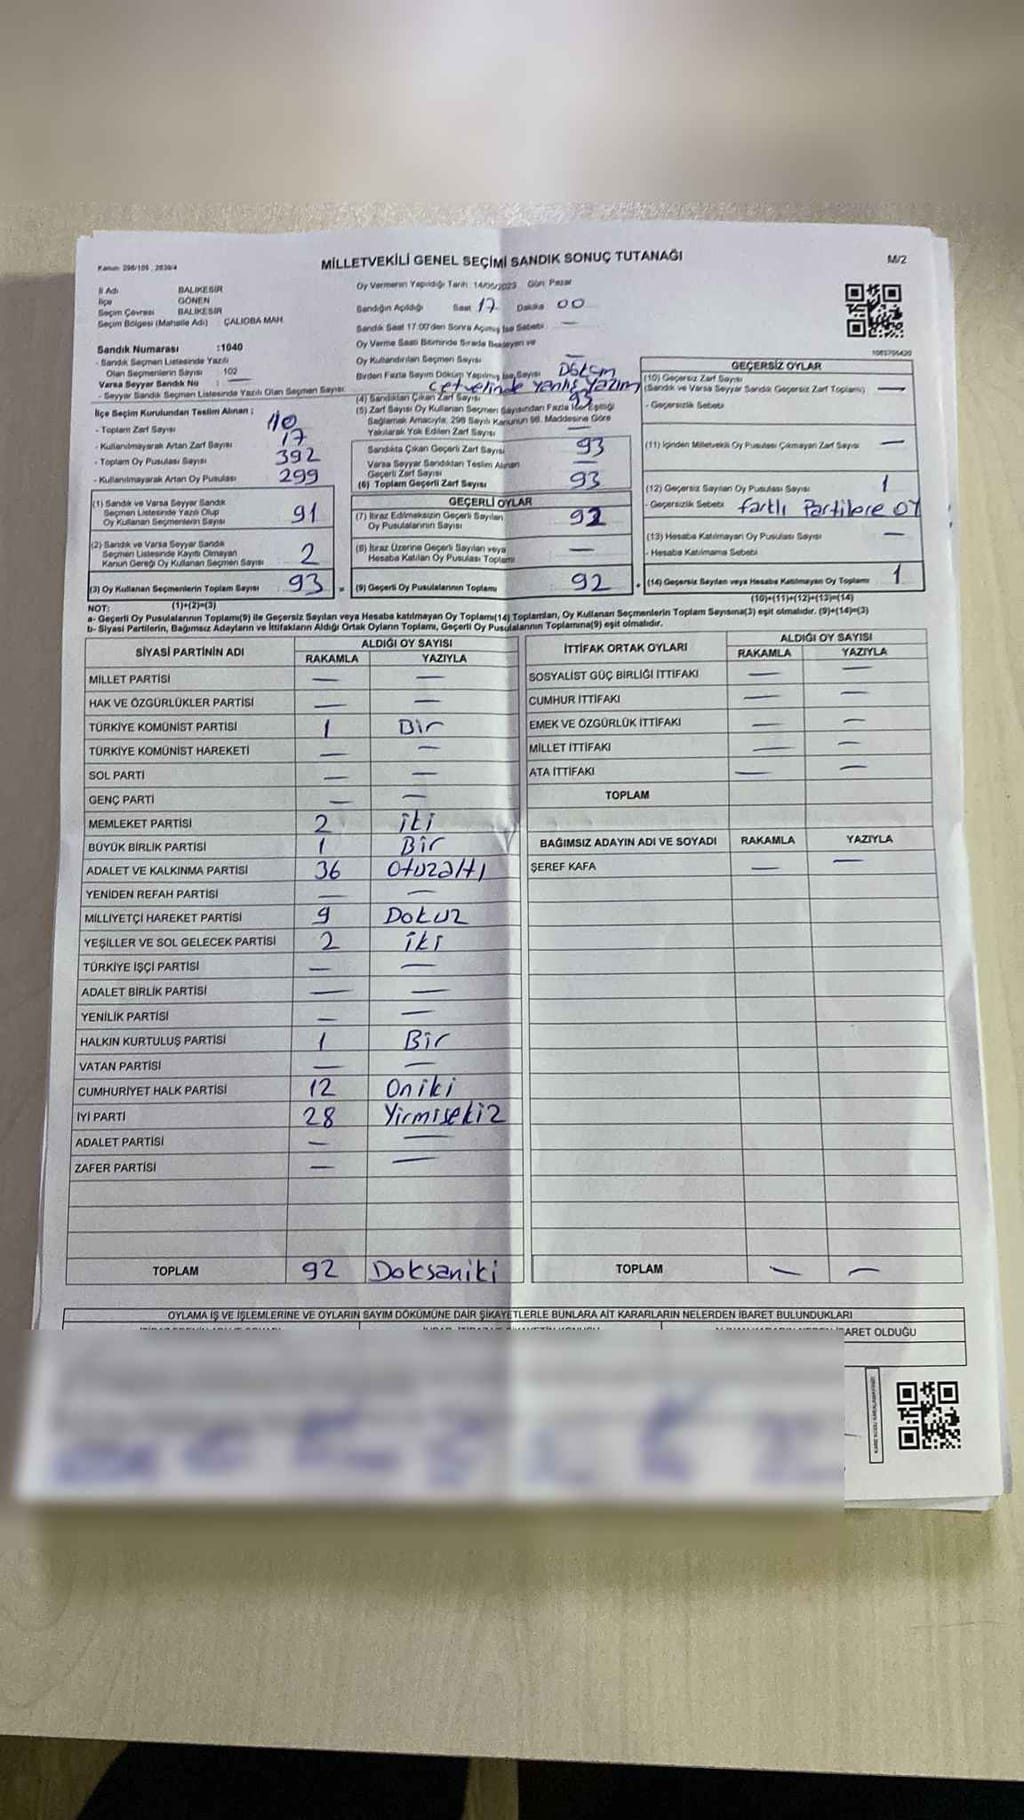 Kanun: 298/105 , 2839/4
MİLLETVEKİLİ GENEL SEÇİMİ SANDIK SONUÇ TUTANAĞI
M/2
İl Adı BALIKESİR
İlçe GÖNEN
Seçim Çevresi BALIKESİR
Seçim Bölgesi (Mahalle Adı) : ÇALIOBA MAH.
Oy Vermenin Yapıldığı Tarih: 14/05/2023 Gün: Pazar
Sandığın Açıldığı Saat 17 Dakika 00
Sandık Saat 17:00'den Sonra Açılmış İse Sebebi: —
Oy Verme Saati Bitiminde Sırada Bekleyen ve
Oy Kullandırılan Seçmen Sayısı —
Birden Fazla Sayım Döküm Yapılmış İse Sayısı Döküm
cetvelinde yanlış yazım
Sandık Numarası :1040
- Sandık Seçmen Listesinde Yazılı
Olan Seçmenlerin Sayısı : 102
Varsa Seyyar Sandık No : —
- Seyyar Sandık Seçmen Listesinde Yazılı Olan Seçmen Sayısı:
İlçe Seçim Kurulundan Teslim Alınan :
- Toplam Zarf Sayısı 110
- Kullanılmayarak Artan Zarf Sayısı 17
- Toplam Oy Pusulası Sayısı 392
- Kullanılmayarak Artan Oy Pusulası 299
(1) Sandık ve Varsa Seyyar Sandık
Seçmen Listesinde Yazılı Olup
Oy Kullanan Seçmenlerin Sayısı 91
(2) Sandık ve Varsa Seyyar Sandık
Seçmen Listesinde Kayıtlı Olmayan
Kanun Gereği Oy Kullanan Seçmen Sayısı 2
(3) Oy Kullanan Seçmenlerin Toplam Sayısı 93 =
(1)+(2)=(3)
(4) Sandıktan Çıkan Zarf Sayısı 93
(5) Zarf Sayısı Oy Kullanan Seçmen Sayısından Fazla İse Eşitliği
Sağlamak Amacıyla, 298 Sayılı Kanunun 98. Maddesine Göre
Yakılarak Yok Edilen Zarf Sayısı —
Sandıkta Çıkan Geçerli Zarf Sayısı 93
Varsa Seyyar Sandıktan Teslim Alınan
Geçerli Zarf Sayısı —
(6) Toplam Geçerli Zarf Sayısı 93
GEÇERLİ OYLAR
(7) İtiraz Edilmeksizin Geçerli Sayılan
Oy Pusulalarının Sayısı 92
(8) İtiraz Üzerine Geçerli Sayılan veya
Hesaba Katılan Oy Pusulası Toplamı —
(9) Geçerli Oy Pusulalarının Toplamı 92 +
GEÇERSİZ OYLAR
(10) Geçersiz Zarf Sayısı
(Sandık ve Varsa Seyyar Sandık Geçersiz Zarf Toplamı) —
- Geçersizlik Sebebi
(11) İçinden Milletvekili Oy Pusulası Çıkmayan Zarf Sayısı —
(12) Geçersiz Sayılan Oy Pusulası Sayısı 1
- Geçersizlik Sebebi farklı Partilere oy
(13) Hesaba Katılmayan Oy Pusulası Sayısı —
- Hesaba Katılmama Sebebi
(14) Geçersiz Sayılan veya Hesaba Katılmayan Oy Toplamı 1
(10)+(11)+(12)+(13)=(14)
NOT:
a- Geçerli Oy Pusulalarının Toplamı(9) ile Geçersiz Sayılan veya Hesaba katılmayan Oy Toplamı(14) Toplamları, Oy Kullanan Seçmenlerin Toplam Sayısına(3) eşit olmalıdır. (9)+(14)=(3)
b- Siyasi Partilerin, Bağımsız Adayların ve İttifakların Aldığı Ortak Oyların Toplamı, Geçerli Oy Pusulalarının Toplamına(9) eşit olmalıdır.
SİYASİ PARTİNİN ADI ALDIĞI OY SAYISI
RAKAMLA YAZIYLA
MİLLET PARTİSİ — —
HAK VE ÖZGÜRLÜKLER PARTİSİ — —
TÜRKİYE KOMÜNİST PARTİSİ 1 Bir
TÜRKİYE KOMÜNİST HAREKETİ — —
SOL PARTİ — —
GENÇ PARTİ — —
MEMLEKET PARTİSİ 2 iki
BÜYÜK BİRLİK PARTİSİ 1 Bir
ADALET VE KALKINMA PARTİSİ 36 Otuzaltı
YENİDEN REFAH PARTİSİ — —
MİLLİYETÇİ HAREKET PARTİSİ 9 Dokuz
YEŞİLLER VE SOL GELECEK PARTİSİ 2 iki
TÜRKİYE İŞÇİ PARTİSİ — —
ADALET BİRLİK PARTİSİ — —
YENİLİK PARTİSİ — —
HALKIN KURTULUŞ PARTİSİ 1 Bir
VATAN PARTİSİ — —
CUMHURİYET HALK PARTİSİ 12 Oniki
İYİ PARTİ 28 Yirmisekiz
ADALET PARTİSİ — —
ZAFER PARTİSİ — —
TOPLAM 92 Doksaniki
İTTİFAK ORTAK OYLARI ALDIĞI OY SAYISI
RAKAMLA YAZIYLA
SOSYALİST GÜÇ BİRLİĞİ İTTİFAKI — —
CUMHUR İTTİFAKI — —
EMEK VE ÖZGÜRLÜK İTTİFAKI — —
MİLLET İTTİFAKI — —
ATA İTTİFAKI — —
TOPLAM
BAĞIMSIZ ADAYIN ADI VE SOYADI RAKAMLA YAZIYLA
ŞEREF KAFA — —
TOPLAM — —
OYLAMA İŞ VE İŞLEMLERİNE VE OYLARIN SAYIM DÖKÜMÜNE DAİR ŞİKAYETLERLE BUNLARA AİT KARARLARIN NELERDEN İBARET BULUNDUKLARI
OLDUĞU